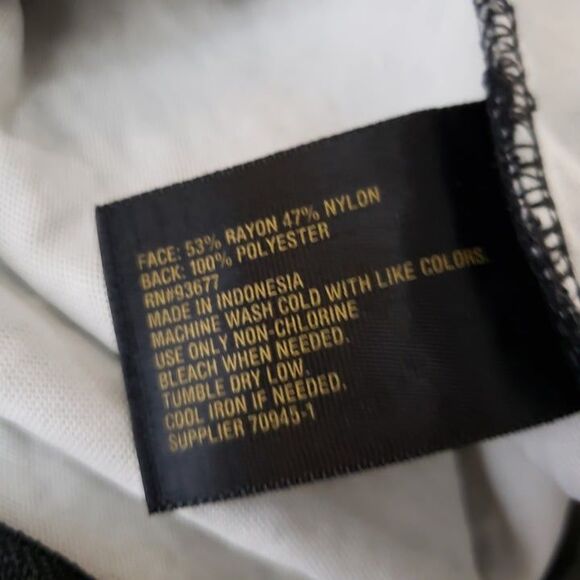 FACE: 53% RAYON 47% NYLON
BACK: 100% POLYESTER
RN#93677
MADE IN INDONESIA
MACHINE WASH COLD WITH LIKE COLORS.
USE ONLY NON-CHLORINE
BLEACH WHEN NEEDED.
TUMBLE DRY LOW.
COOL IRON IF NEEDED.
SUPPLIER 70945-1